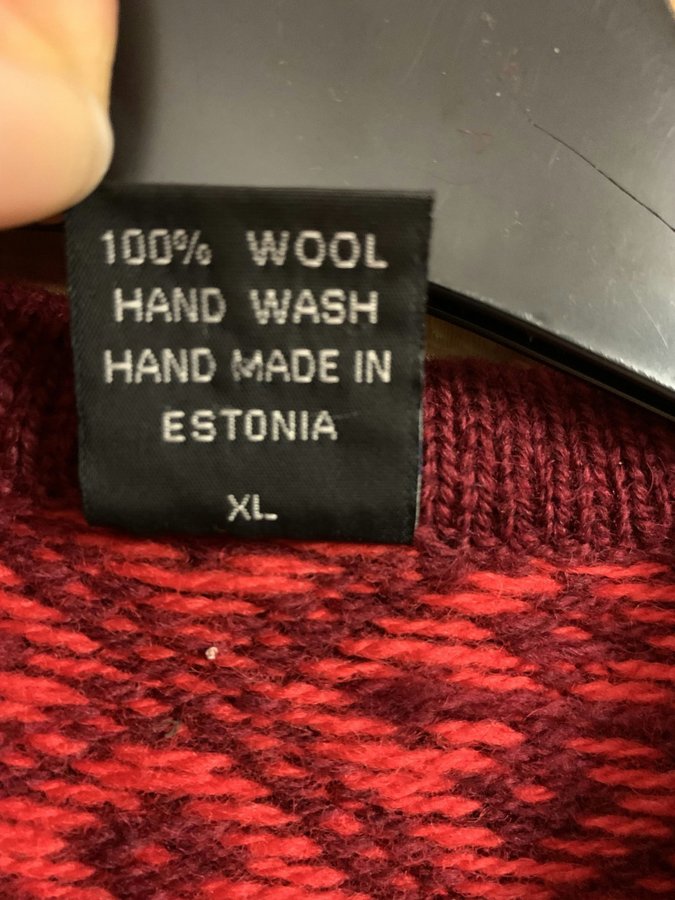 100% WOOL
HAND WASH
HAND MADE IN
ESTONIA
XL